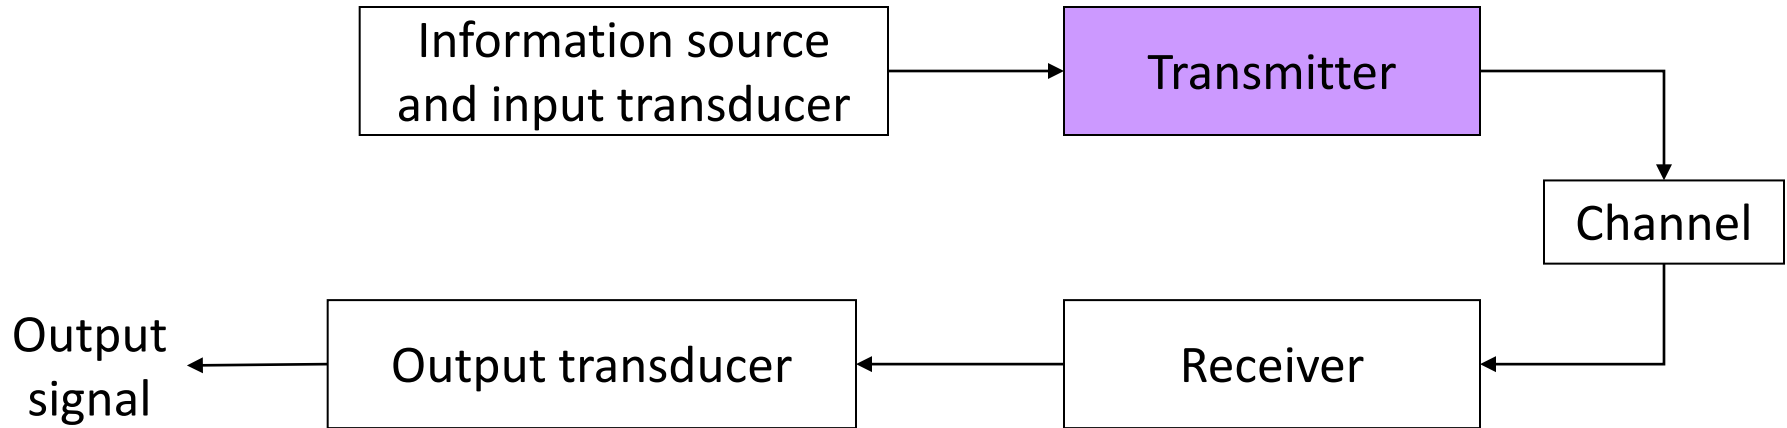 Information source
and input transducer
Transmitter
Channel
Receiver
Output transducer
Output
signal